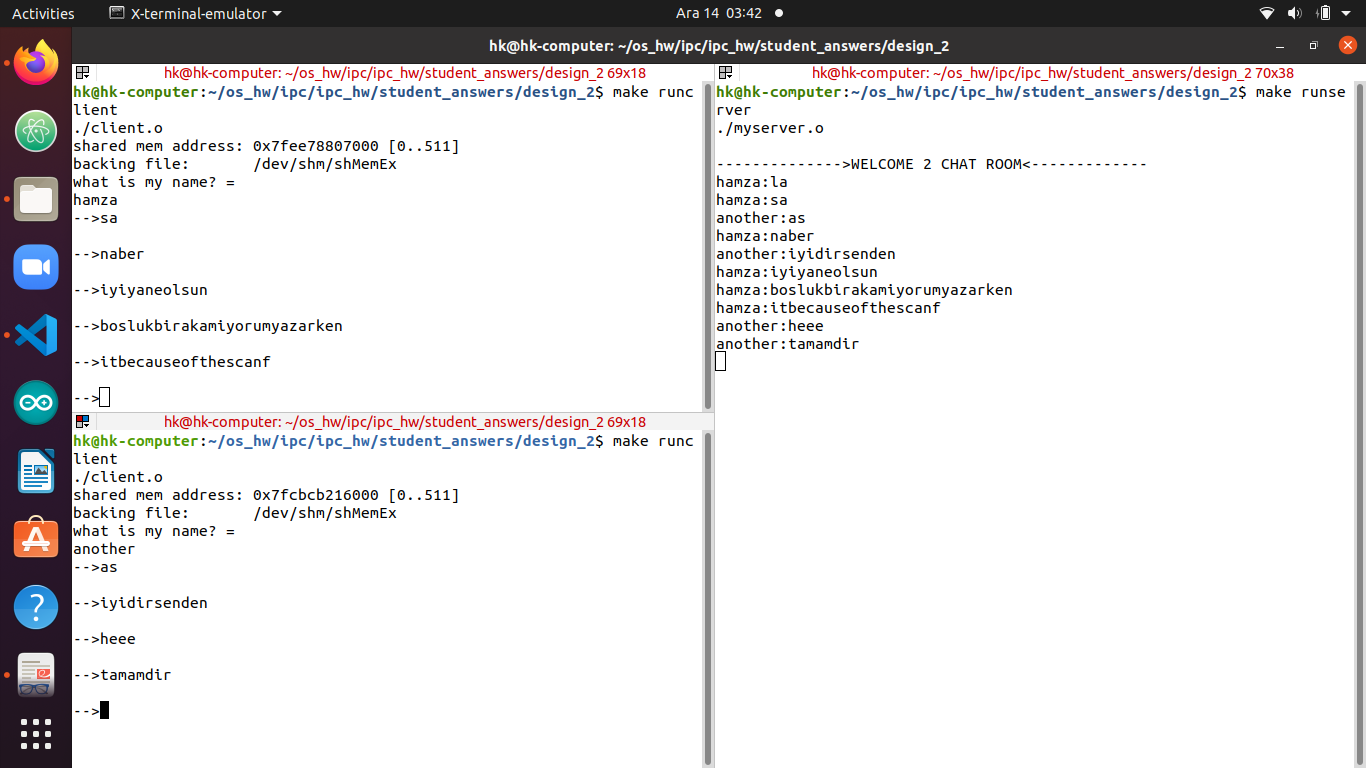 Activities X-terminal-emulator Ara 14 03:42
hk@hk-computer: ~/os_hw/ipc/ipc_hw/student_answers/design_2
hk@hk-computer: ~/os_hw/ipc/ipc_hw/student_answers/design_2 69x18
hk@hk-computer:~/os_hw/ipc/ipc_hw/student_answers/design_2$ make runc
lient
./client.o
shared mem address: 0x7fee78807000 [0..511]
backing file:       /dev/shm/shMemEx
what is my name? =
hamza
-->sa
-->naber
-->iyiyaneolsun
-->boslukbirakamiyorumyazarken
-->itbecauseofthescanf
-->
hk@hk-computer: ~/os_hw/ipc/ipc_hw/student_answers/design_2 69x18
hk@hk-computer:~/os_hw/ipc/ipc_hw/student_answers/design_2$ make runc
lient
./client.o
shared mem address: 0x7fcbcb216000 [0..511]
backing file:       /dev/shm/shMemEx
what is my name? =
another
-->as
-->iyidirsenden
-->heee
-->tamamdir
-->
hk@hk-computer: ~/os_hw/ipc/ipc_hw/student_answers/design_2 70x38
hk@hk-computer:~/os_hw/ipc/ipc_hw/student_answers/design_2$ make runse
rver
./myserver.o
-------------->WELCOME 2 CHAT ROOM<-------------
hamza:la
hamza:sa
another:as
hamza:naber
another:iyidirsenden
hamza:iyiyaneolsun
hamza:boslukbirakamiyorumyazarken
hamza:itbecauseofthescanf
another:heee
another:tamamdir